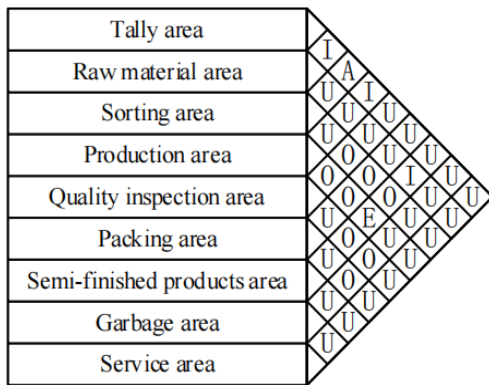 Tally area
I
Raw material area A
U I
Sorting area U U
U U U
Production area O U U
O O I U
Quality inspection area O O U U
U E U U
Packing area O U U
U O U
Semi-finished products area O U
U U
Garbage area U
U
Service area